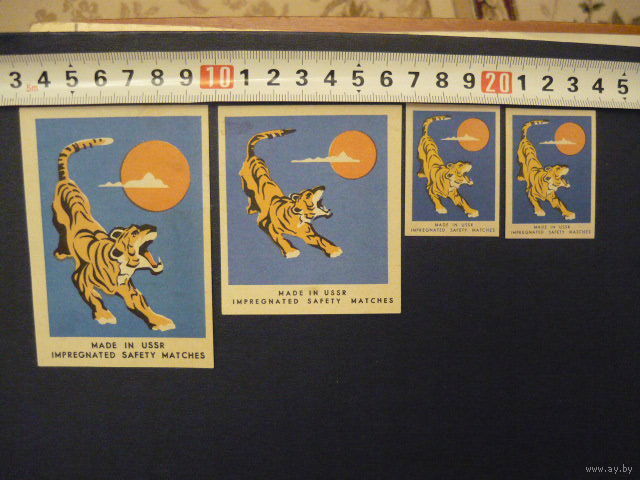 3 4 5 6 7 8 9 10 1 2 3 4 5 6 7 8 9 20 1 2 3 4 5
5m
MADE IN USSR
IMPREGNATED SAFETY MATCHES
MADE IN USSR
IMPREGNATED SAFETY MATCHES
MADE IN USSR
IMPREGNATED SAFETY MATCHES
MADE IN USSR
IMPREGNATED SAFETY MATCHES
www.ay.by